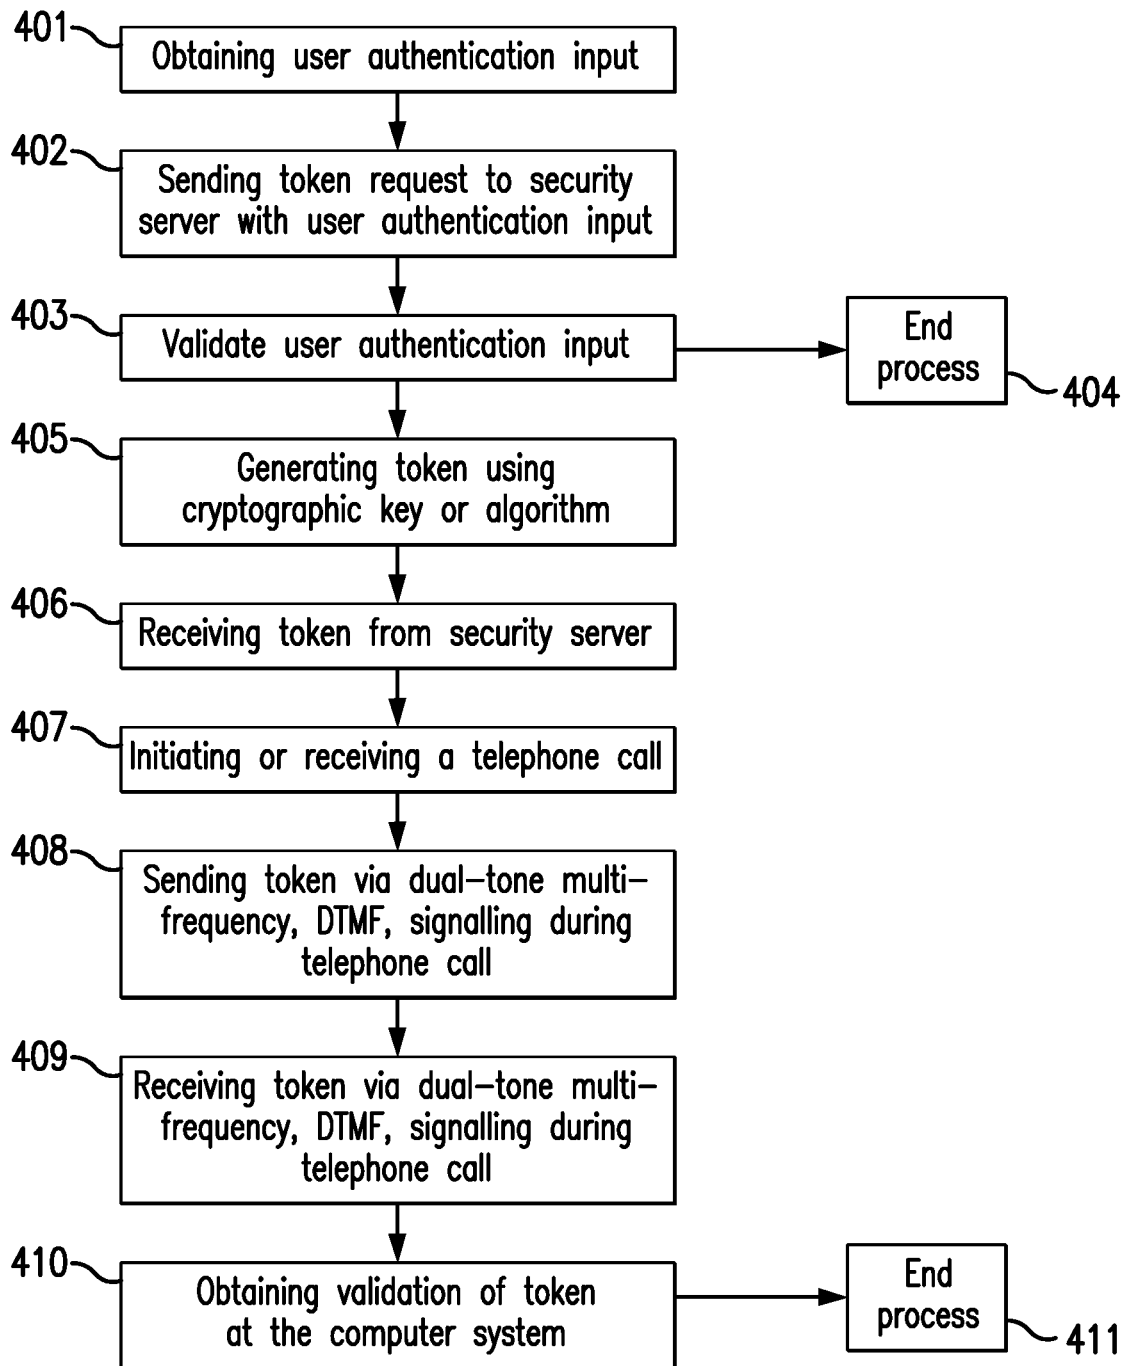 401
Obtaining user authentication input
402
Sending token request to security
server with user authentication input
403
Validate user authentication input
End
process
404
405
Generating token using
cryptographic key or algorithm
406
Receiving token from security server
407
Initiating or receiving a telephone call
408
Sending token via dual-tone multi-
frequency, DTMF, signalling during
telephone call
409
Receiving token via dual-tone multi-
frequency, DTMF, signalling during
telephone call
410
Obtaining validation of token
at the computer system
End
process
411